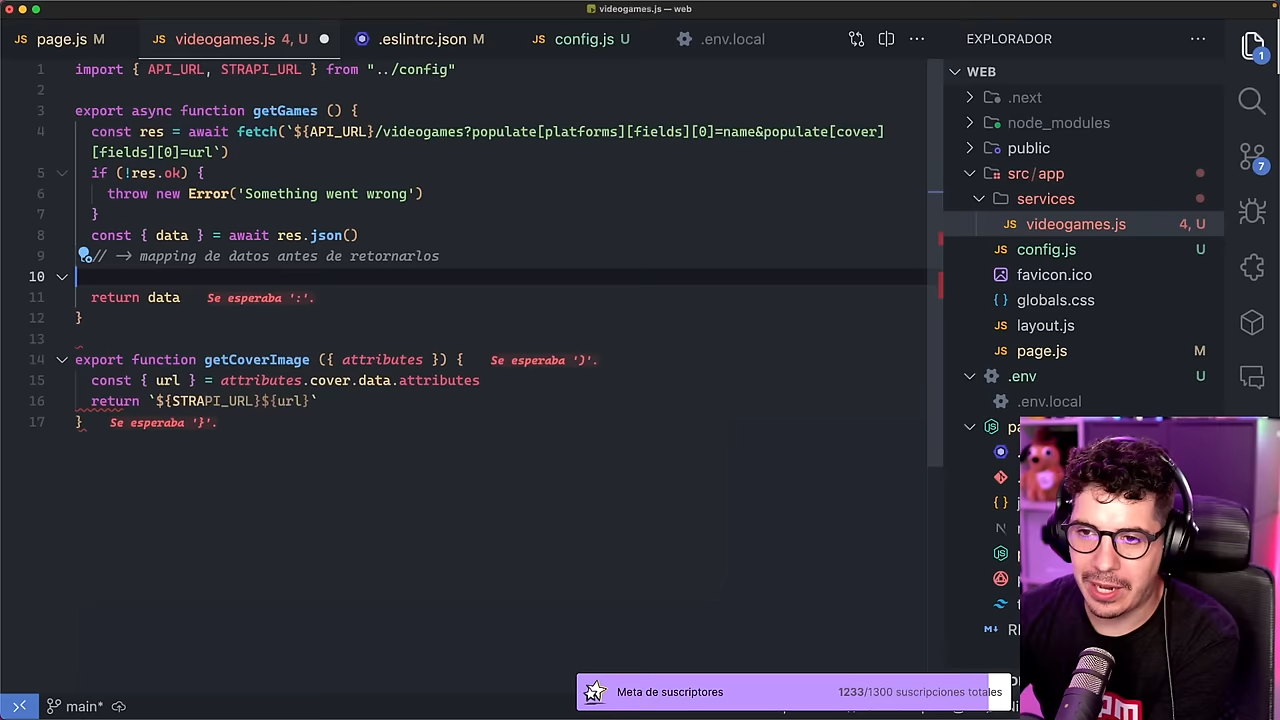 videogames.js — web
page.js M
videogames.js 4, U
.eslintrc.json M
config.js U
.env.local
EXPLORADOR
1 import { API_URL, STRAPI_URL } from "../config"
2
3 export async function getGames () {
4 const res = await fetch(`${API_URL}/videogames?populate[platforms][fields][0]=name&populate[cover]
[fields][0]=url`)
5 if (!res.ok) {
6 throw new Error('Something went wrong')
7 }
8 const { data } = await res.json()
9 // -> mapping de datos antes de retornarlos
10
11 return data Se esperaba ':'.
12 }
13
14 export function getCoverImage ({ attributes }) { Se esperaba ')'.
15 const { url } = attributes.cover.data.attributes
16 return `${STRAPI_URL}${url}`
17 } Se esperaba '}'.
WEB
.next
node_modules
public
src/app
services
JS videogames.js 4, U
JS config.js U
favicon.ico
{} globals.css
JS layout.js
JS page.js M
.env U
.env.local
1
7
Meta de suscriptores 1233/1300 suscripciones totales
main*